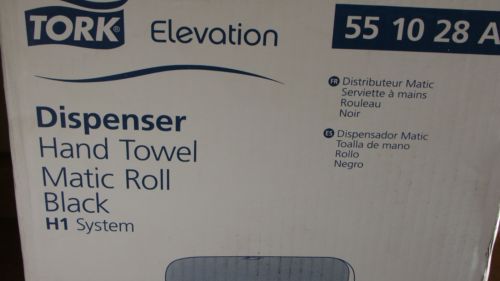 TORK® Elevation
55 10 28 A
Dispenser
Hand Towel
Matic Roll
Black
H1 System
FR Distributeur Matic
Serviette à mains
Rouleau
Noir
ES Dispensador Matic
Toalla de mano
Rollo
Negro